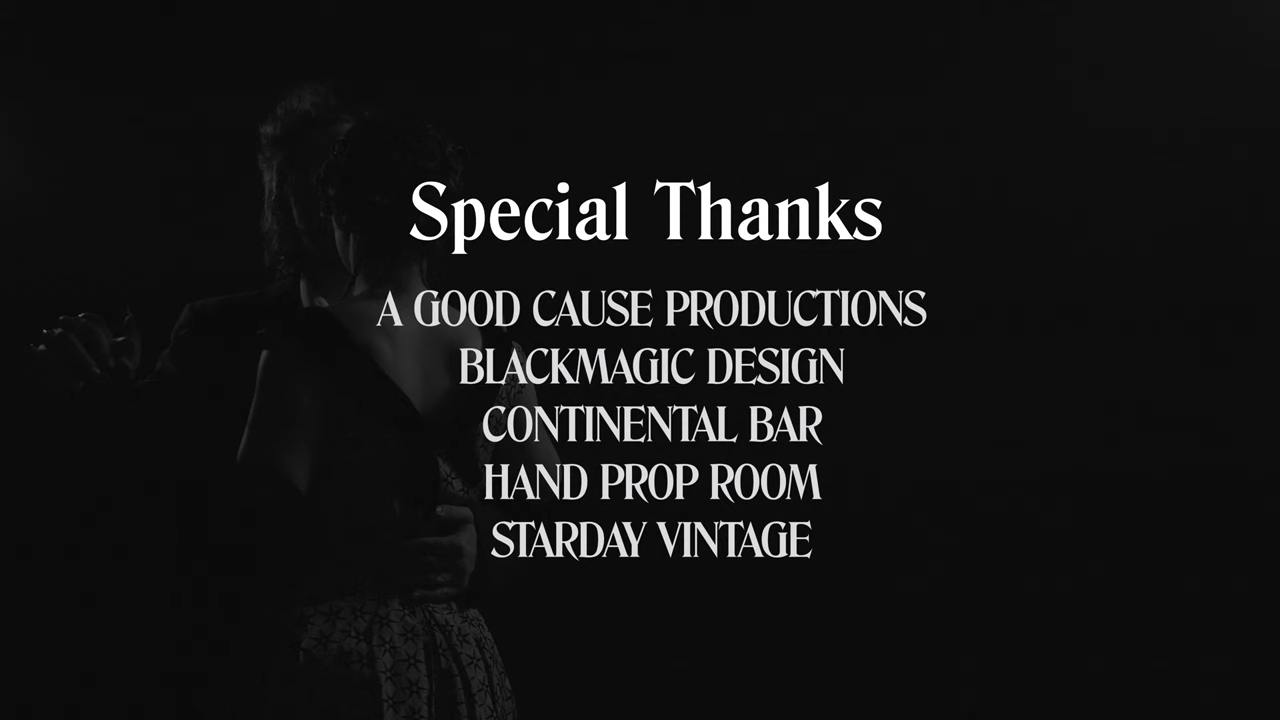 Special Thanks
A GOOD CAUSE PRODUCTIONS
BLACKMAGIC DESIGN
CONTINENTAL BAR
HAND PROP ROOM
STARDAY VINTAGE